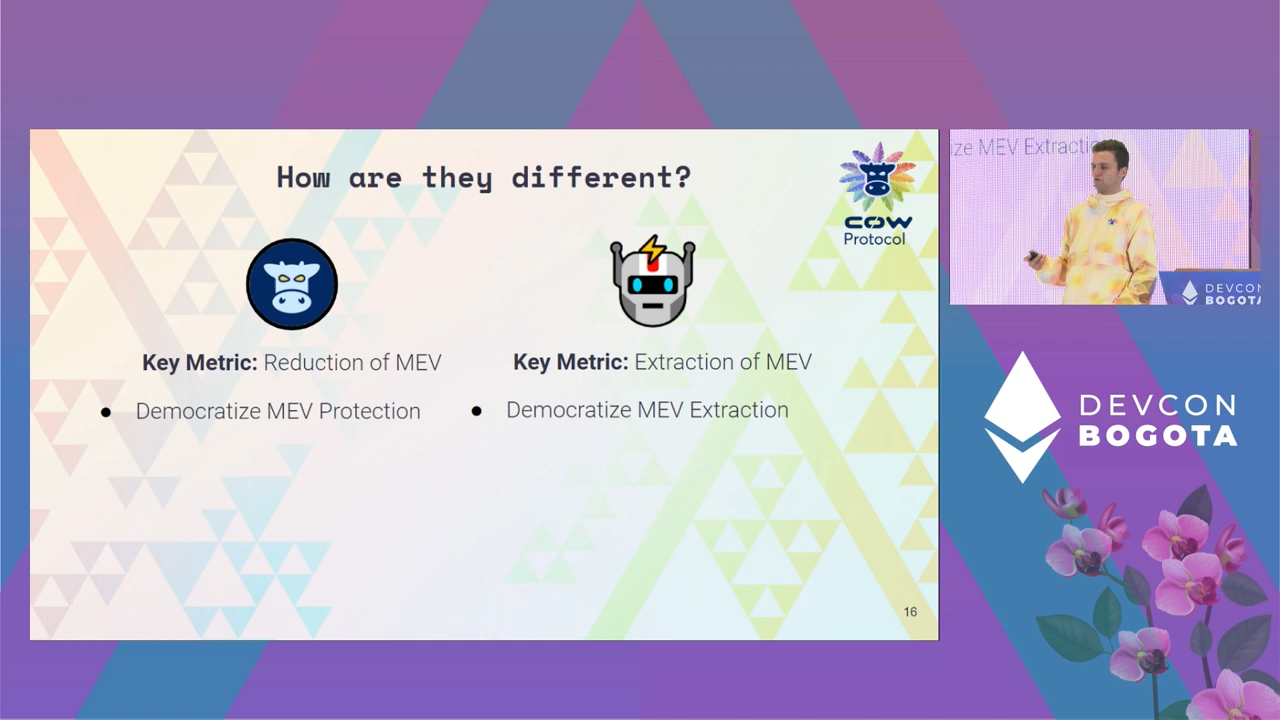 How are they different?
COW
Protocol
Key Metric: Reduction of MEV
● Democratize MEV Protection
Key Metric: Extraction of MEV
● Democratize MEV Extraction
16
ize MEV Extracti
DEVCON
BOGOTA
DEVCON
BOGOTA